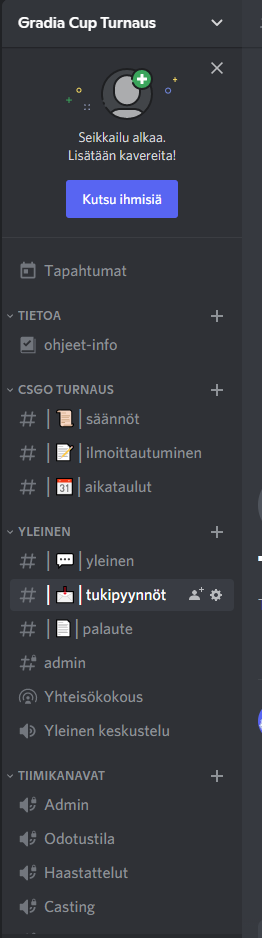 Gradia Cup Turnaus
Seikkailu alkaa.
Lisätään kavereita!
Kutsu ihmisiä
Tapahtumat
TIETOA
ohjeet-info
CSGO TURNAUS
|📜|säännöt
|📝|ilmoittautuminen
|📅|aikataulut
YLEINEN
|💬|yleinen
|📩|tukipyynnöt
|📄|palaute
admin
Yhteisökokous
Yleinen keskustelu
TIIMIKANAVAT
Admin
Odotustila
Haastattelut
Casting